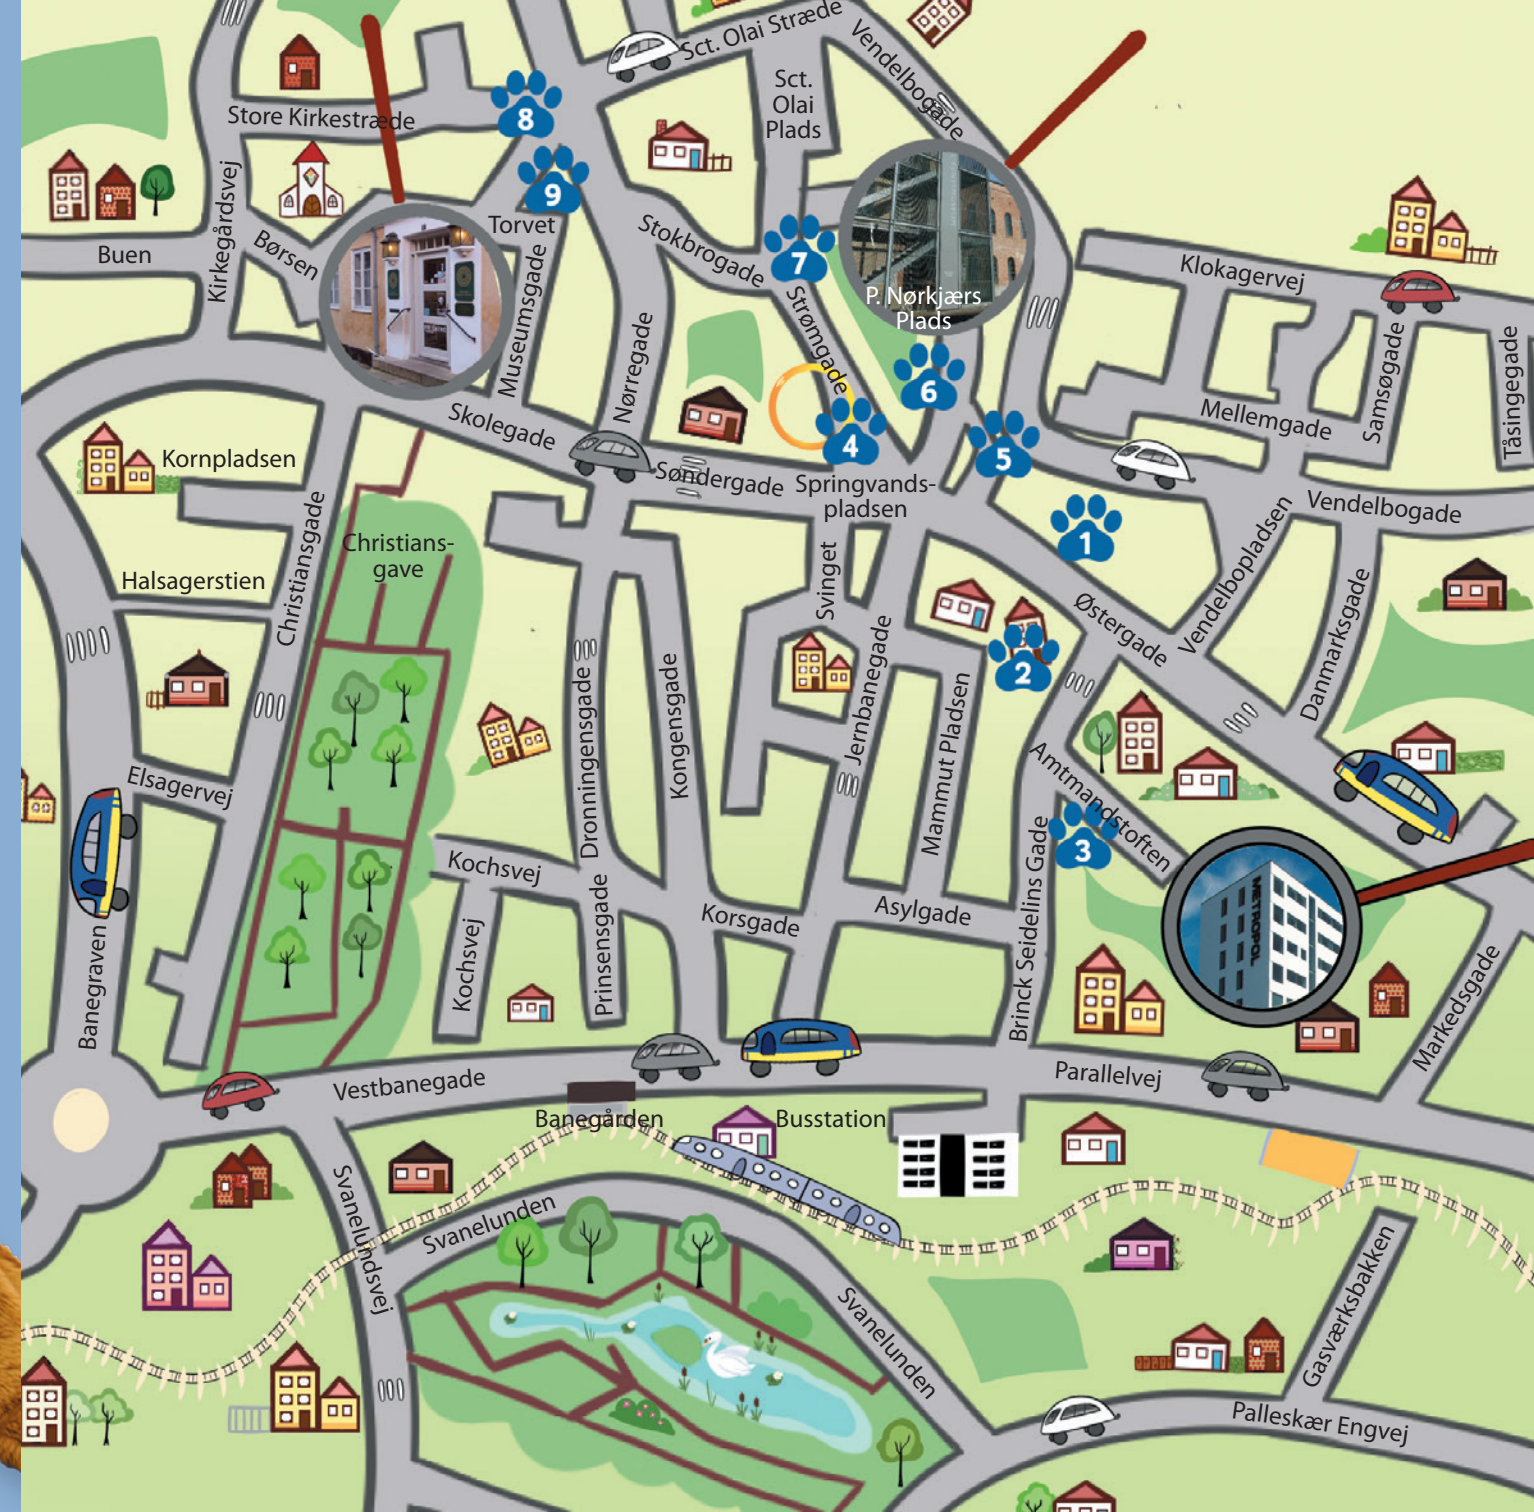 Sct. Olai Stræde
Vendelbogade
Sct.
Olai
Plads
Store Kirkestræde
8
9
Kirkegårdsvej
Buen
Børsen
Torvet
Museumsgade
Stokbrogade
7
Strømgade
P. Nørkjærs
Plads
6
Klokagervej
Samsøgade
Tåsingegade
Mellemgade
Nørregade
Skolegade
4
5
Søndergade
Springvands-
pladsen
Kornpladsen
Christiansgade
Christians-
gave
Vendelbogade
Vendelbopladsen
1
Halsagerstien
Svinget
Østergade
Danmarksgade
2
Jernbanegade
Mammut Pladsen
Dronningensgade
Kongensgade
Elsagervej
Amtmandstoften
3
Kochsvej
Prinsensgade
Korsgade
Asylgade
Brinck Seidelins Gade
METROPOL
Kochsvej
Banegraven
Markedsgade
Vestbanegade
Parallelvej
Banegården
Busstation
Svanelundsvej
Svanelunden
Svanelunden
Gasværksbakken
Palleskær Engvej